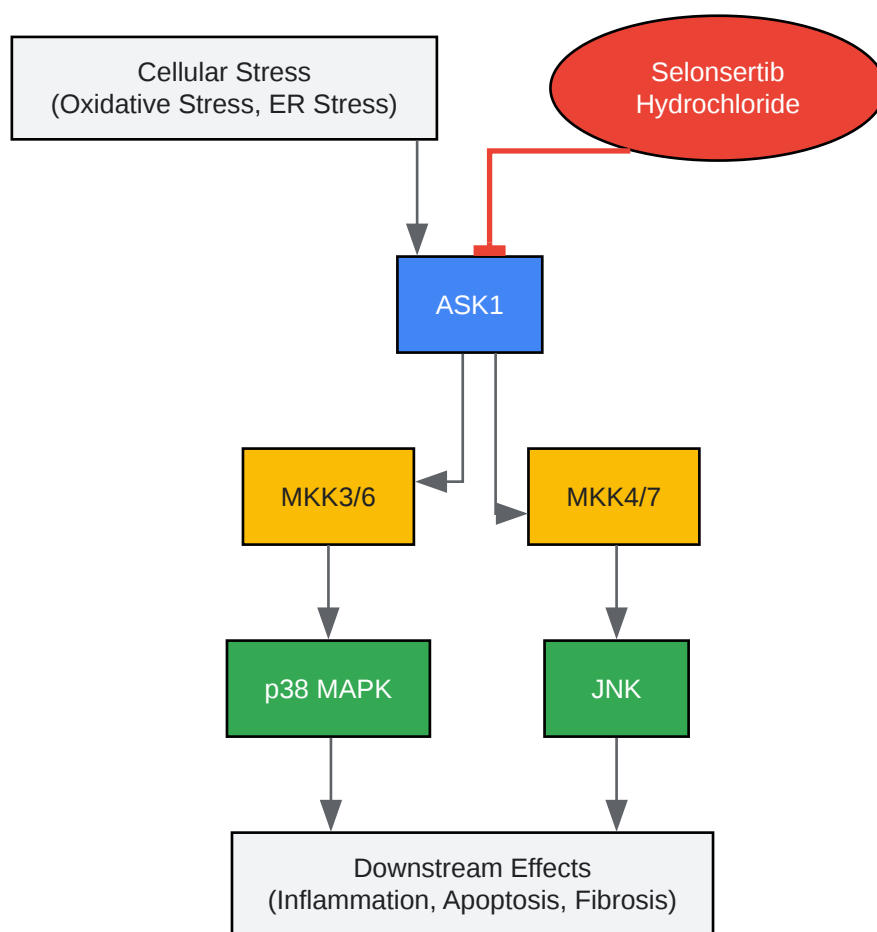 Cellular Stress
(Oxidative Stress, ER Stress)
Selonsertib
Hydrochloride
ASK1
MKK3/6
MKK4/7
p38 MAPK
JNK
Downstream Effects
(Inflammation, Apoptosis, Fibrosis)